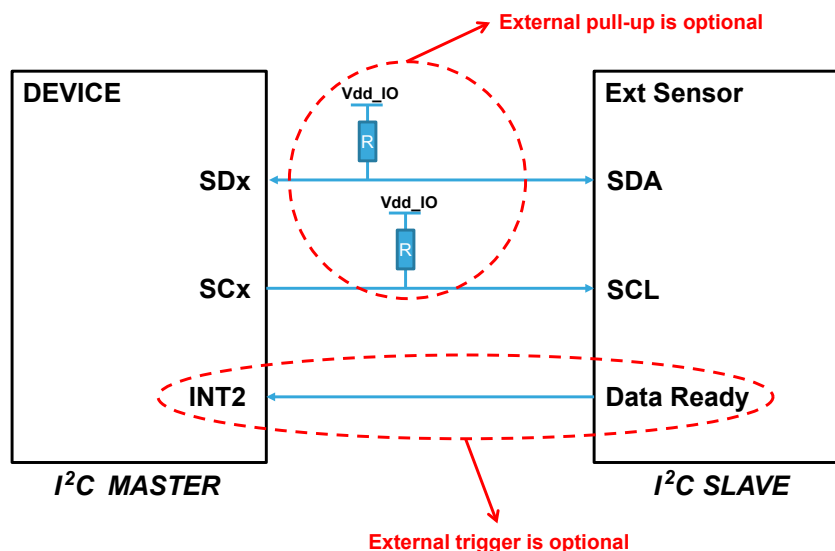 External pull-up is optional
DEVICE
Ext Sensor
Vdd_IO
R
SDx
SDA
Vdd_IO
R
SCx
SCL
INT2
Data Ready
I²C MASTER
I²C SLAVE
External trigger is optional